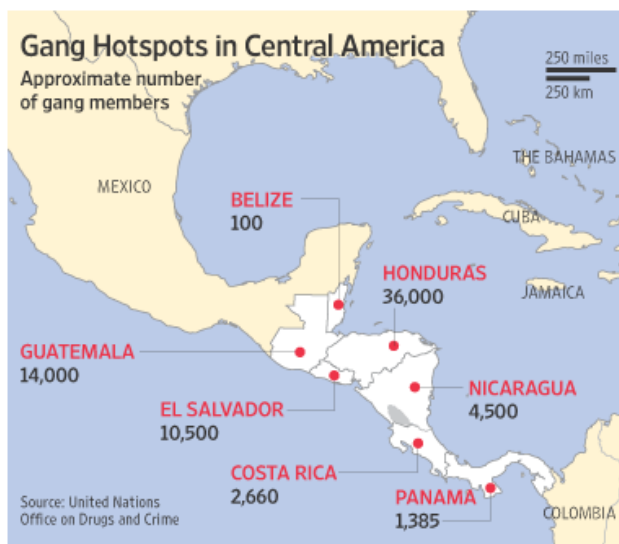 Gang Hotspots in Central America
Approximate number
of gang members
250 miles
250 km
THE BAHAMAS
MEXICO
BELIZE
100
CUBA
HONDURAS
36,000
JAMAICA
GUATEMALA
14,000
NICARAGUA
4,500
EL SALVADOR
10,500
COSTA RICA
2,660
PANAMA
1,385
COLOMBIA
Source: United Nations
Office on Drugs and Crime